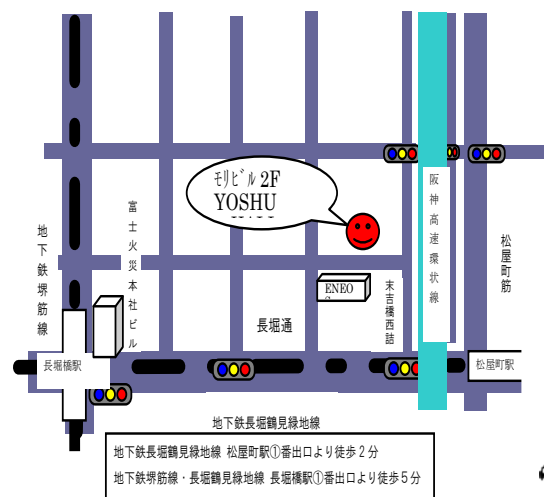 ﾓﾘﾋﾞﾙ 2F
YOSHU
阪神高速環状線
富士火災本社ビル
地下鉄堺筋線
松屋町筋
ENEO
末吉橋西詰
長堀通
長堀橋駅
松屋町駅
地下鉄長堀鶴見緑地線
地下鉄長堀鶴見緑地線 松屋町駅①番出口より徒歩２分
地下鉄堺筋線・長堀鶴見緑地線 長堀橋駅①番出口より徒歩５分